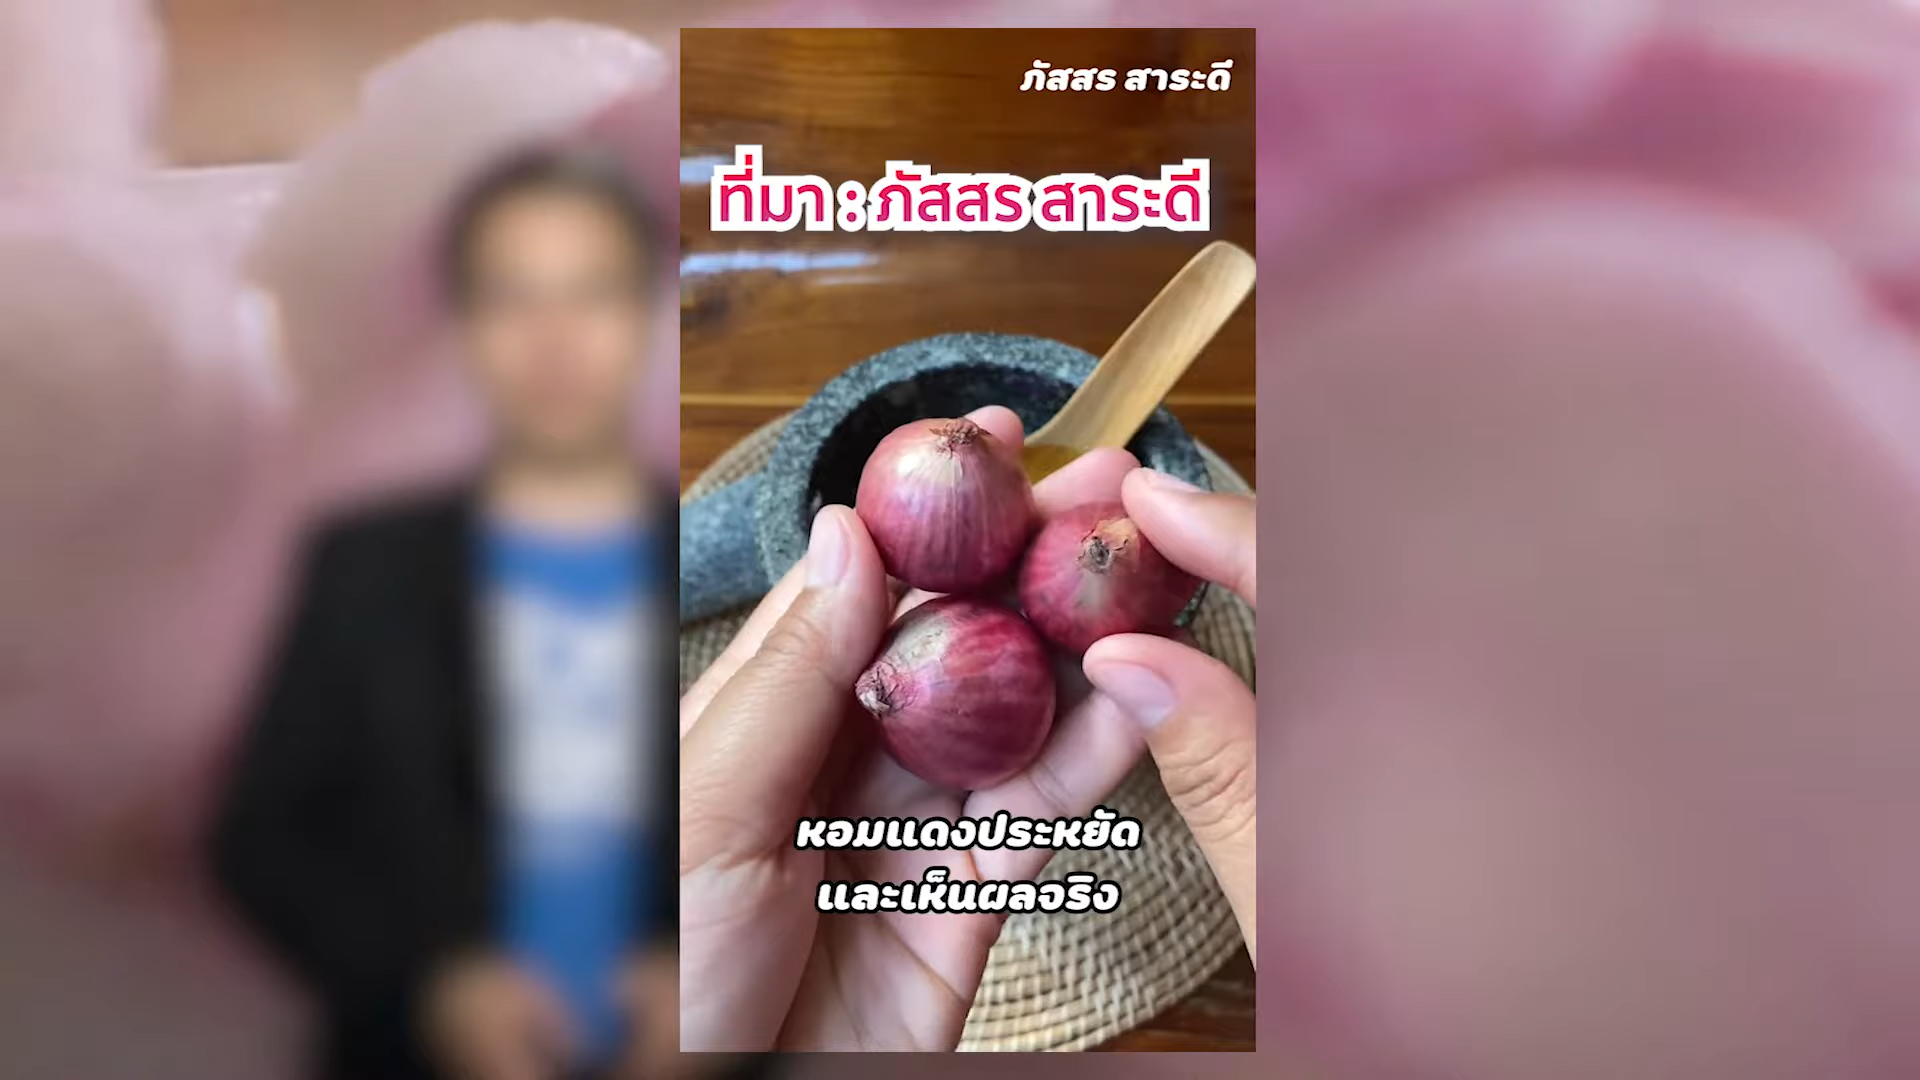 ภัสสร สาระดี
ที่มา : ภัสสร สาระดี
หอมแดงประหยัด
และเห็นผลจริง